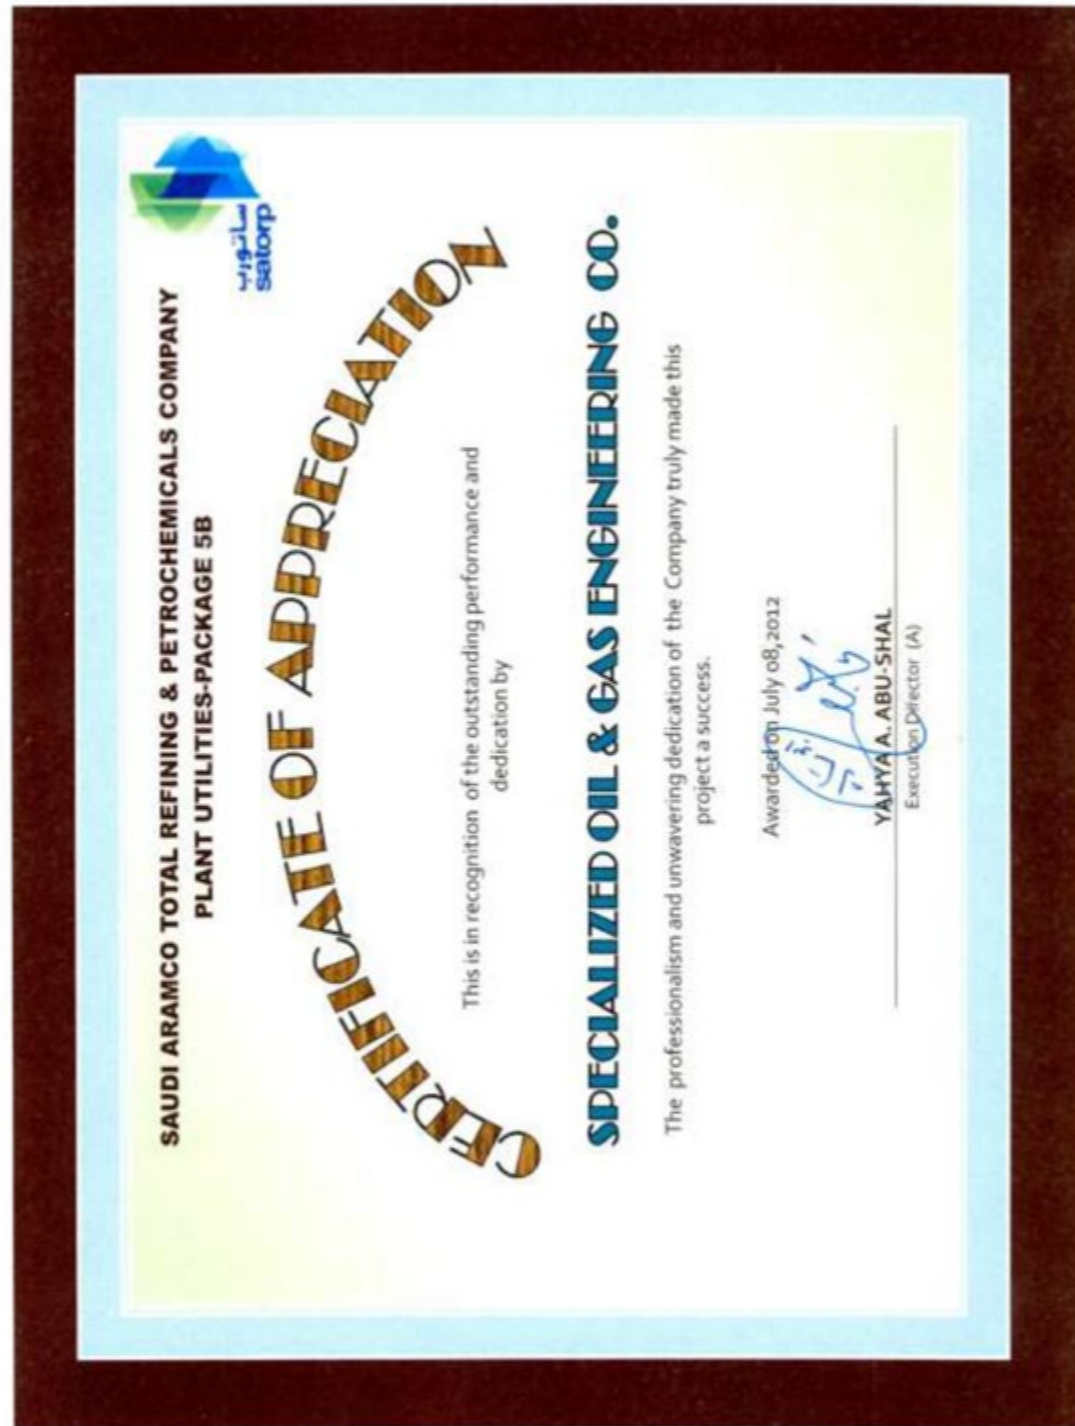 SAUDI ARAMCO TOTAL REFINING & PETROCHEMICALS COMPANY
PLANT UTILITIES-PACKAGE 5B
ساتورب
satorp
CERTIFICATE OF APPRECIATION
This is in recognition of the outstanding performance and
dedication by
SPECIALIZED OIL & GAS ENGINEERING CO.
The professionalism and unwavering dedication of the Company truly made this
project a success.
Awarded on July 08,2012
YAHYA A. ABU-SHAL
Execution Director (A)